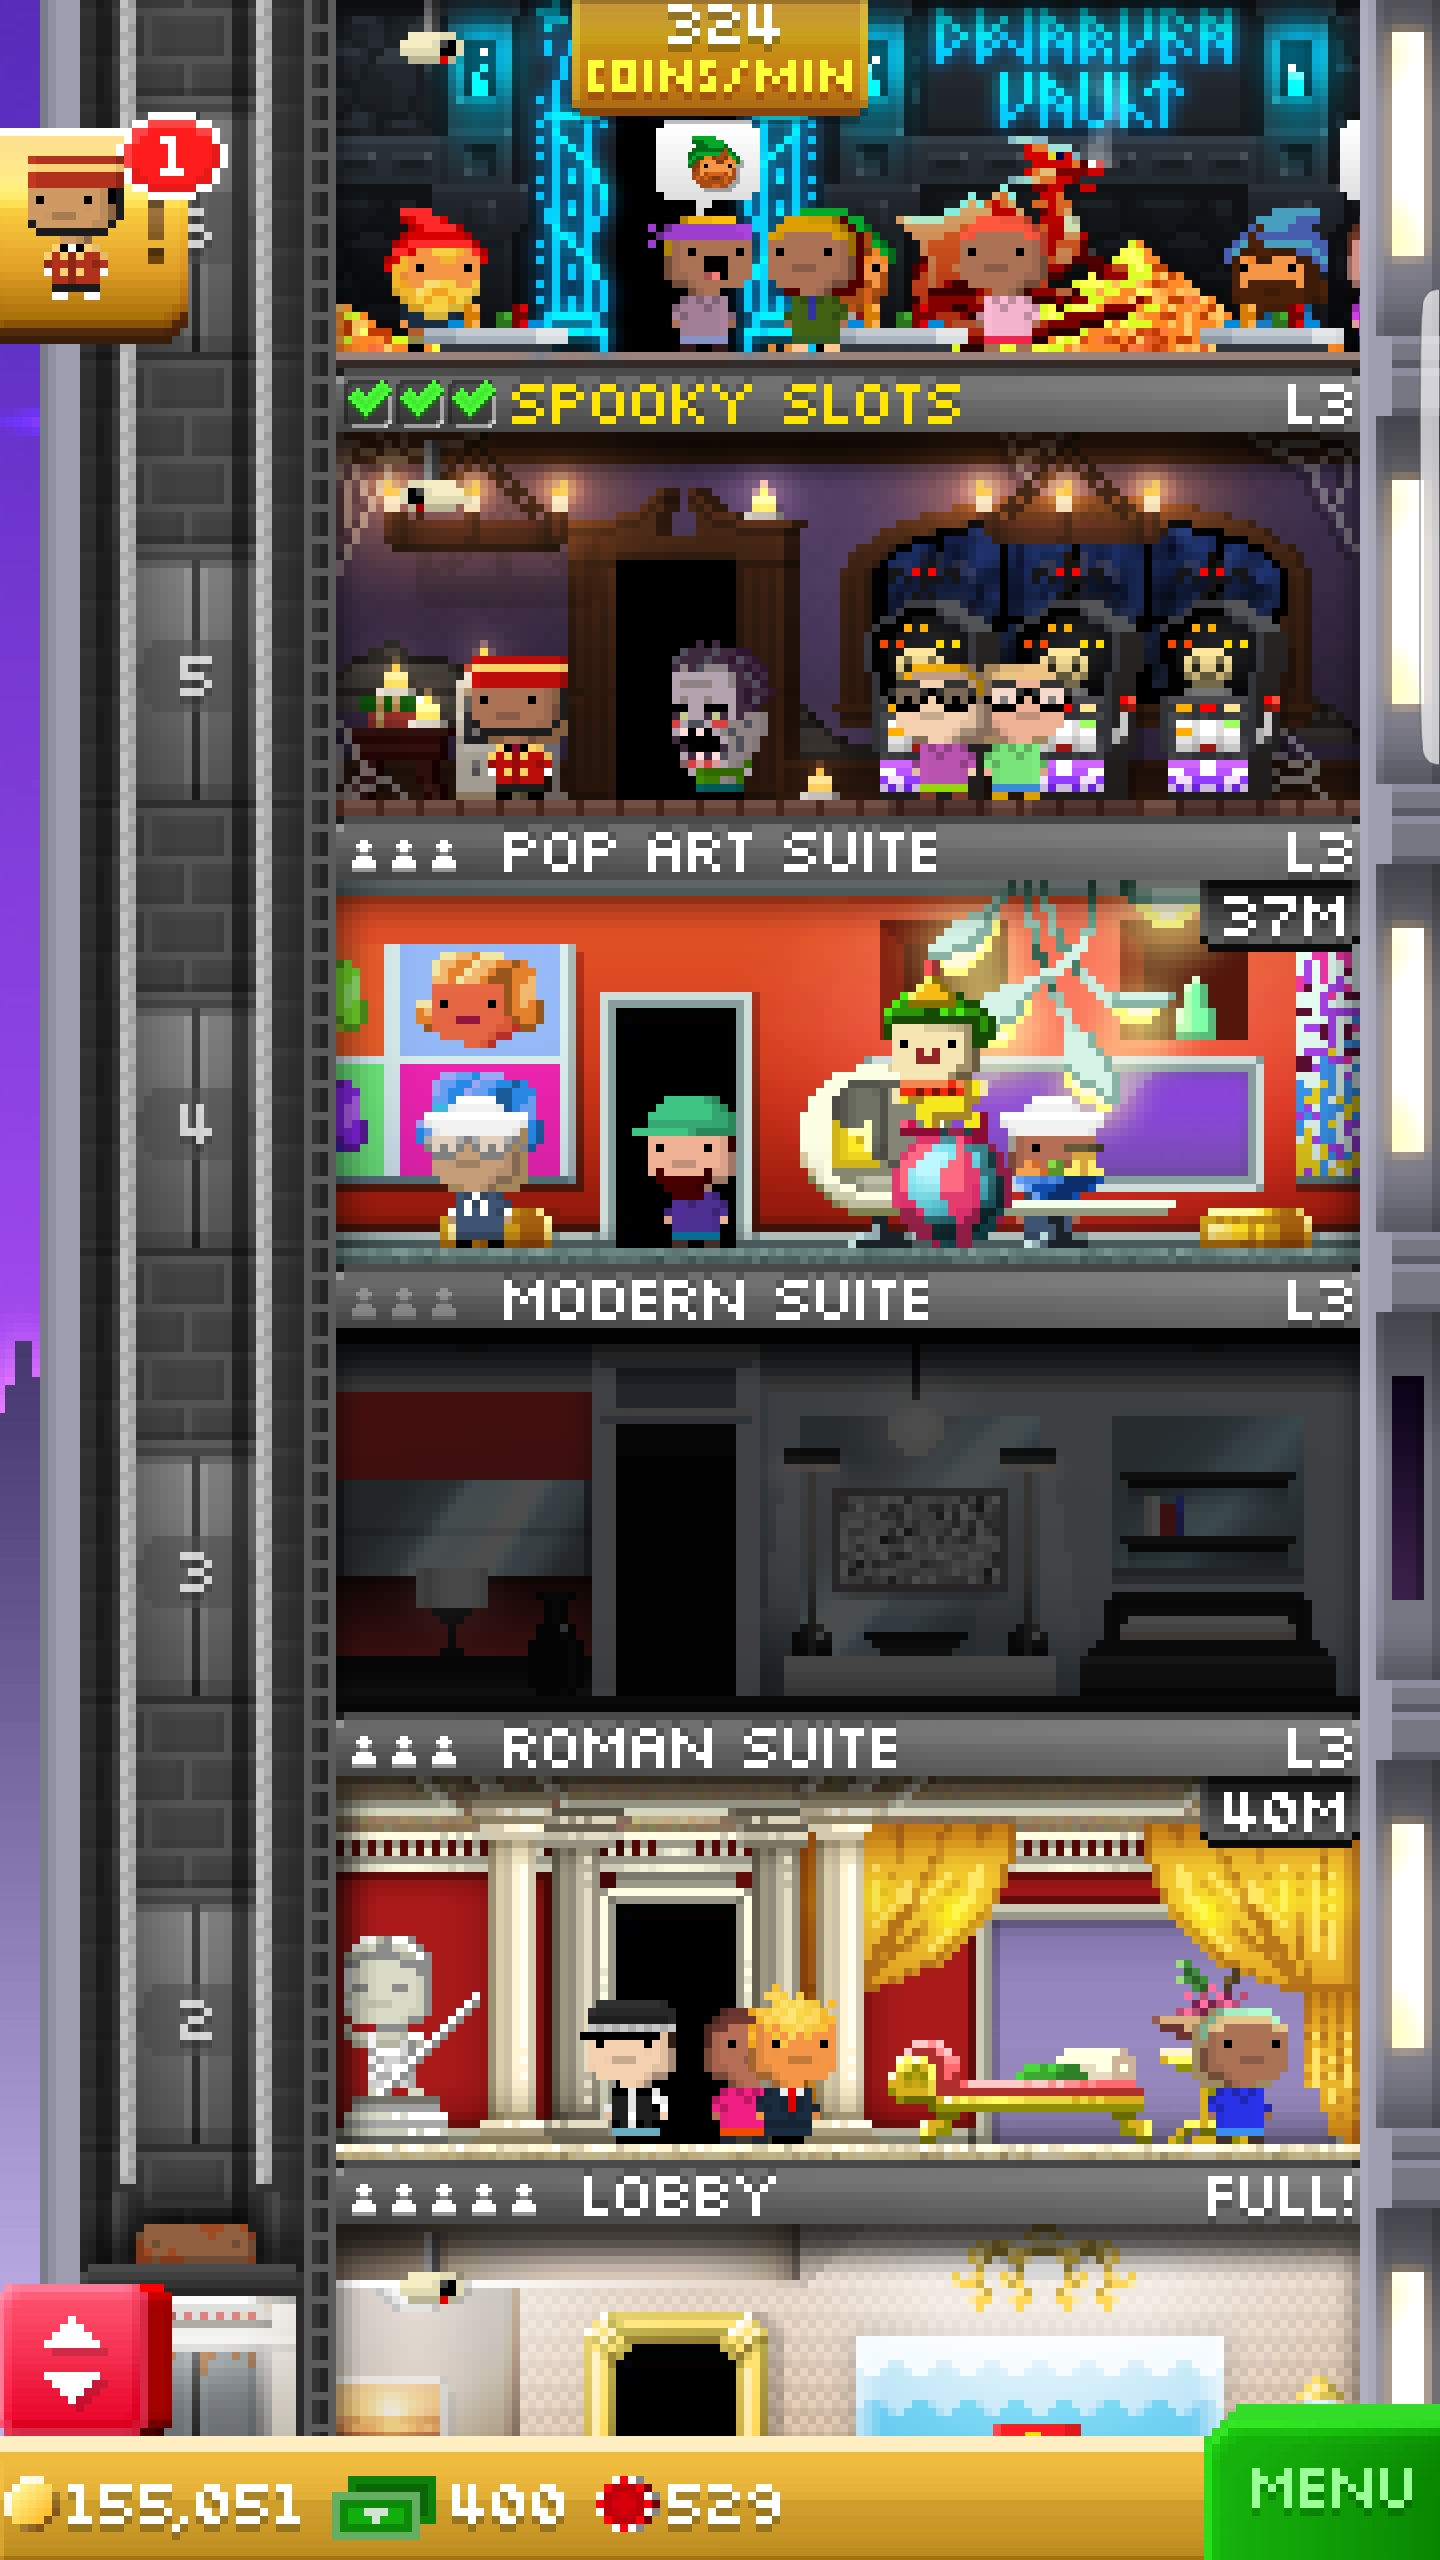 324
COINS/MIN
DWARVEN
VAULT
1
SPOOKY SLOTS L3
5
POP ART SUITE L3
37M
4
MODERN SUITE L3
3
ROMAN SUITE L3
40M
2
LOBBY FULL!
155,051 400 529
MENU